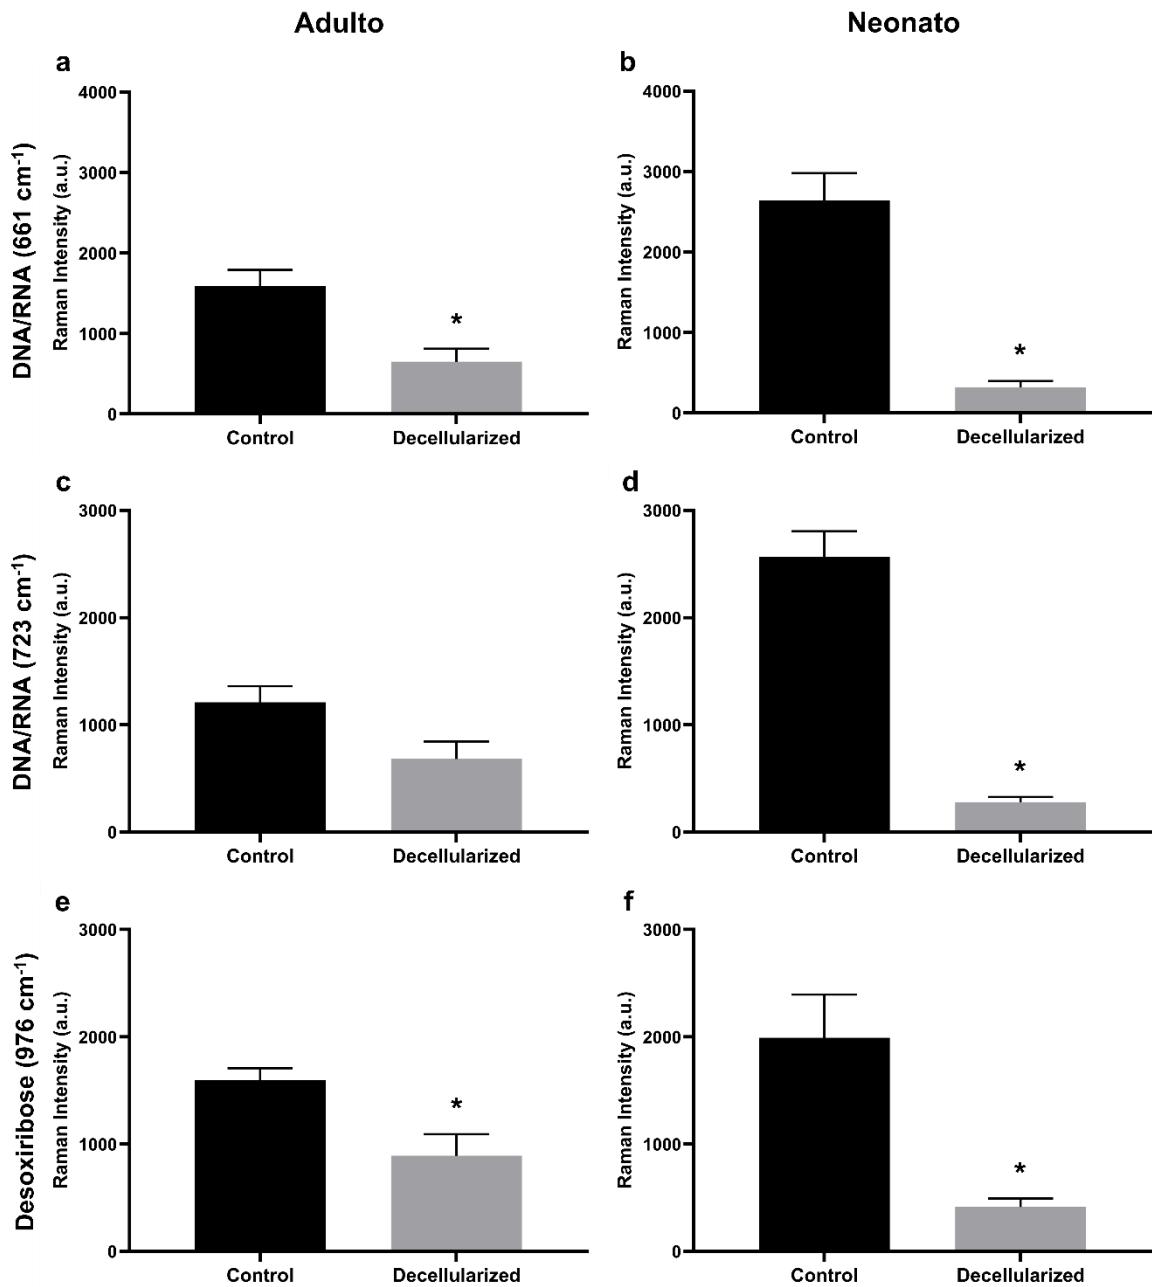 Adulto
Neonato
a
DNA/RNA (661 cm-1)
Raman Intensity (a.u.)
4000
3000
2000
1000
0
*
Control
Decellularized
b
Raman Intensity (a.u.)
4000
3000
2000
1000
0
*
Control
Decellularized
c
DNA/RNA (723 cm-1)
Raman Intensity (a.u.)
3000
2000
1000
0
Control
Decellularized
d
Raman Intensity (a.u.)
3000
2000
1000
0
*
Control
Decellularized
e
Desoxiribose (976 cm-1)
Raman Intensity (a.u.)
3000
2000
1000
0
*
Control
Decellularized
f
Raman Intensity (a.u.)
3000
2000
1000
0
*
Control
Decellularized